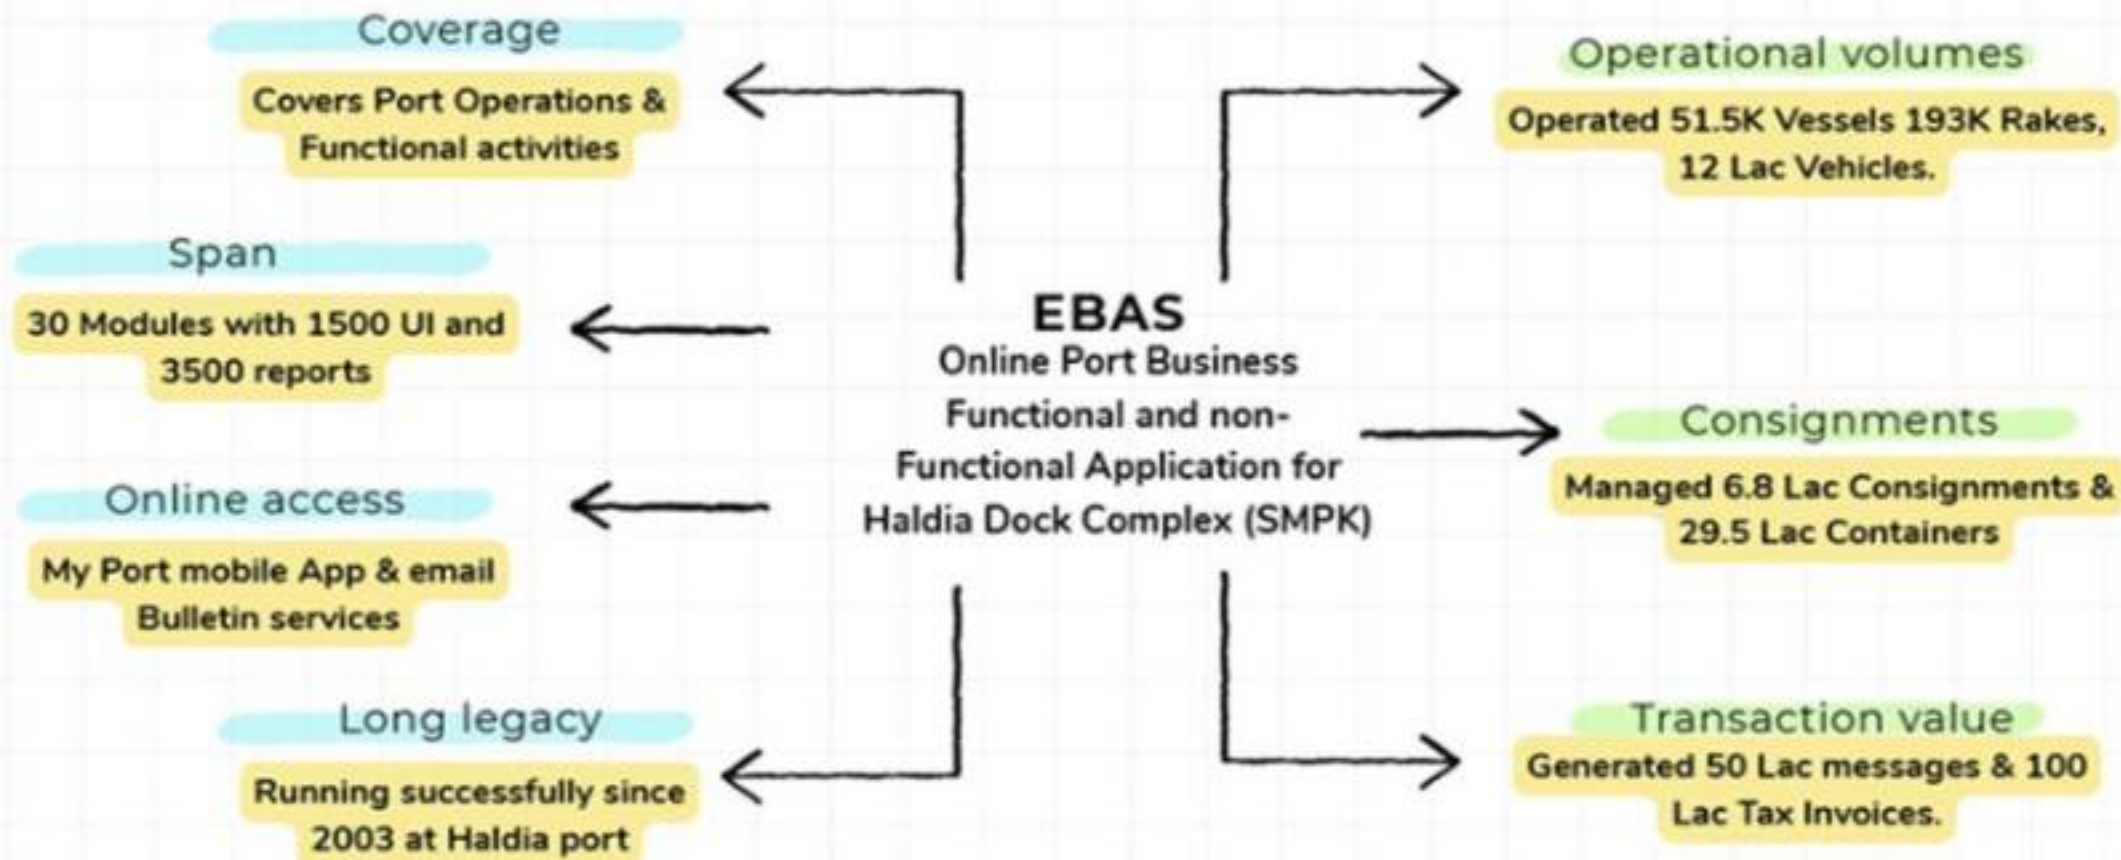 Coverage
Covers Port Operations &
Functional activities
Span
30 Modules with 1500 UI and
3500 reports
Online access
My Port mobile App & email
Bulletin services
Long legacy
Running successfully since
2003 at Haldia port
EBAS
Online Port Business
Functional and non-
Functional Application for
Haldia Dock Complex (SMPK)
Operational volumes
Operated 51.5K Vessels 193K Rakes,
12 Lac Vehicles.
Consignments
Managed 6.8 Lac Consignments &
29.5 Lac Containers
Transaction value
Generated 50 Lac messages & 100
Lac Tax Invoices.